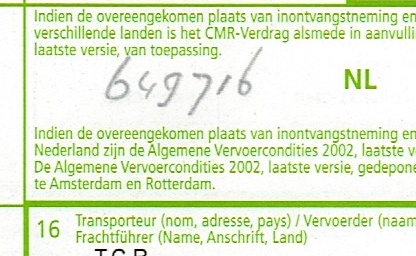 Indien de overeengekomen plaats van inontvangstneming en
verschillende landen is het CMR-Verdrag alsmede in aanvulli
laatste versie, van toepassing.
649716
NL
Indien de overeengekomen plaats van inontvangstneming en
Nederland zijn de Algemene Vervoercondities 2002, laatste v
De Algemene Vervoercondities 2002, laatste versie, gedepone
te Amsterdam en Rotterdam.
16 Transporteur (nom, adresse, pays) / Vervoerder (naam
Frachtführer (Name, Anschrift, Land)
T.C.B